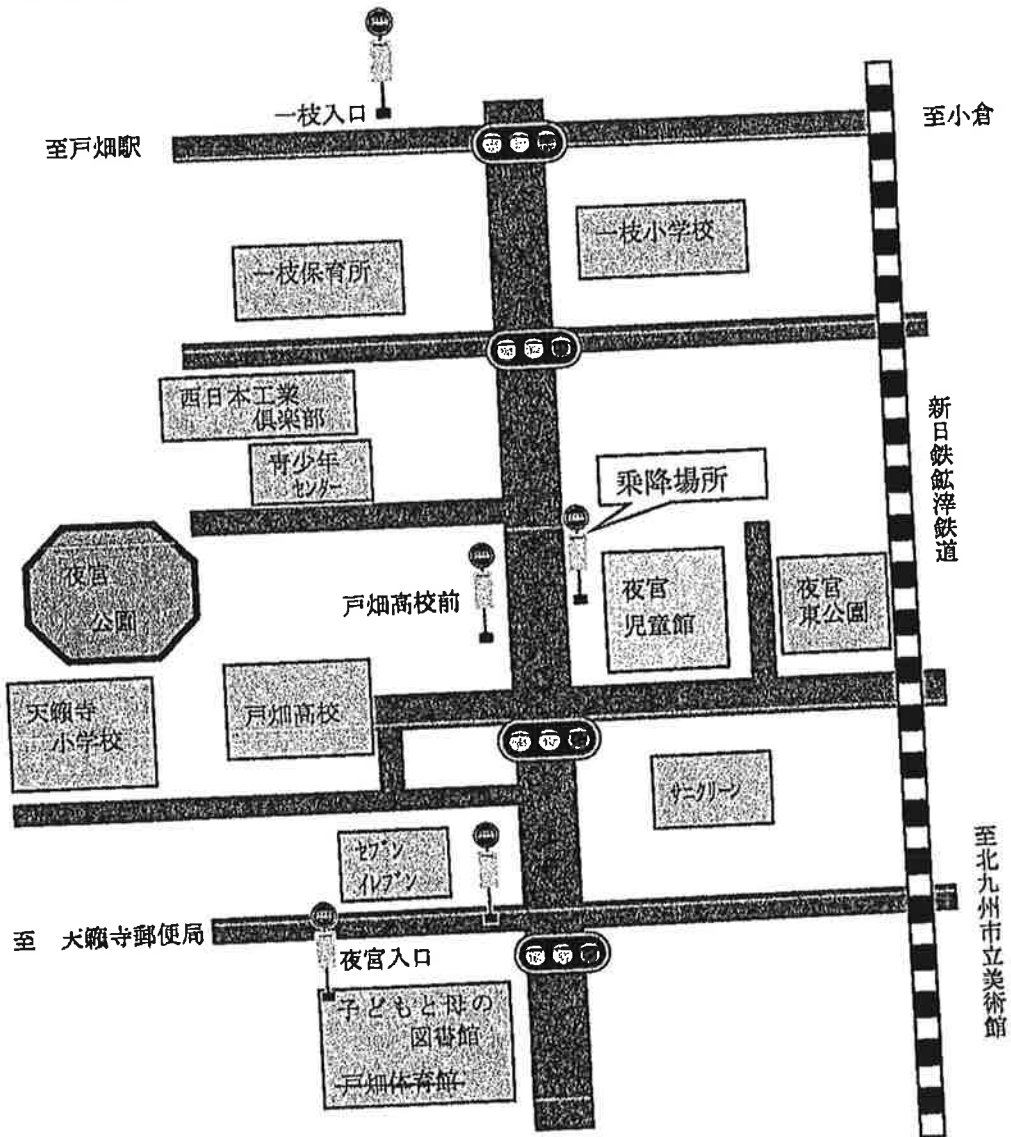 一枝入口
至戸畑駅
至小倉
一枝小学校
一枝保育所
西日本工業
倶楽部
青少年
センター
新日鉄鉱滓鉄道
乗降場所
夜宮
公園
戸畑高校前
夜宮
児童館
夜宮
東公園
天籟寺
小学校
戸畑高校
サニクリーン
セブン
イレブン
至 天籟寺郵便局
夜宮入口
至北九州市立美術館
子どもと母の
図書館
戸畑体育館